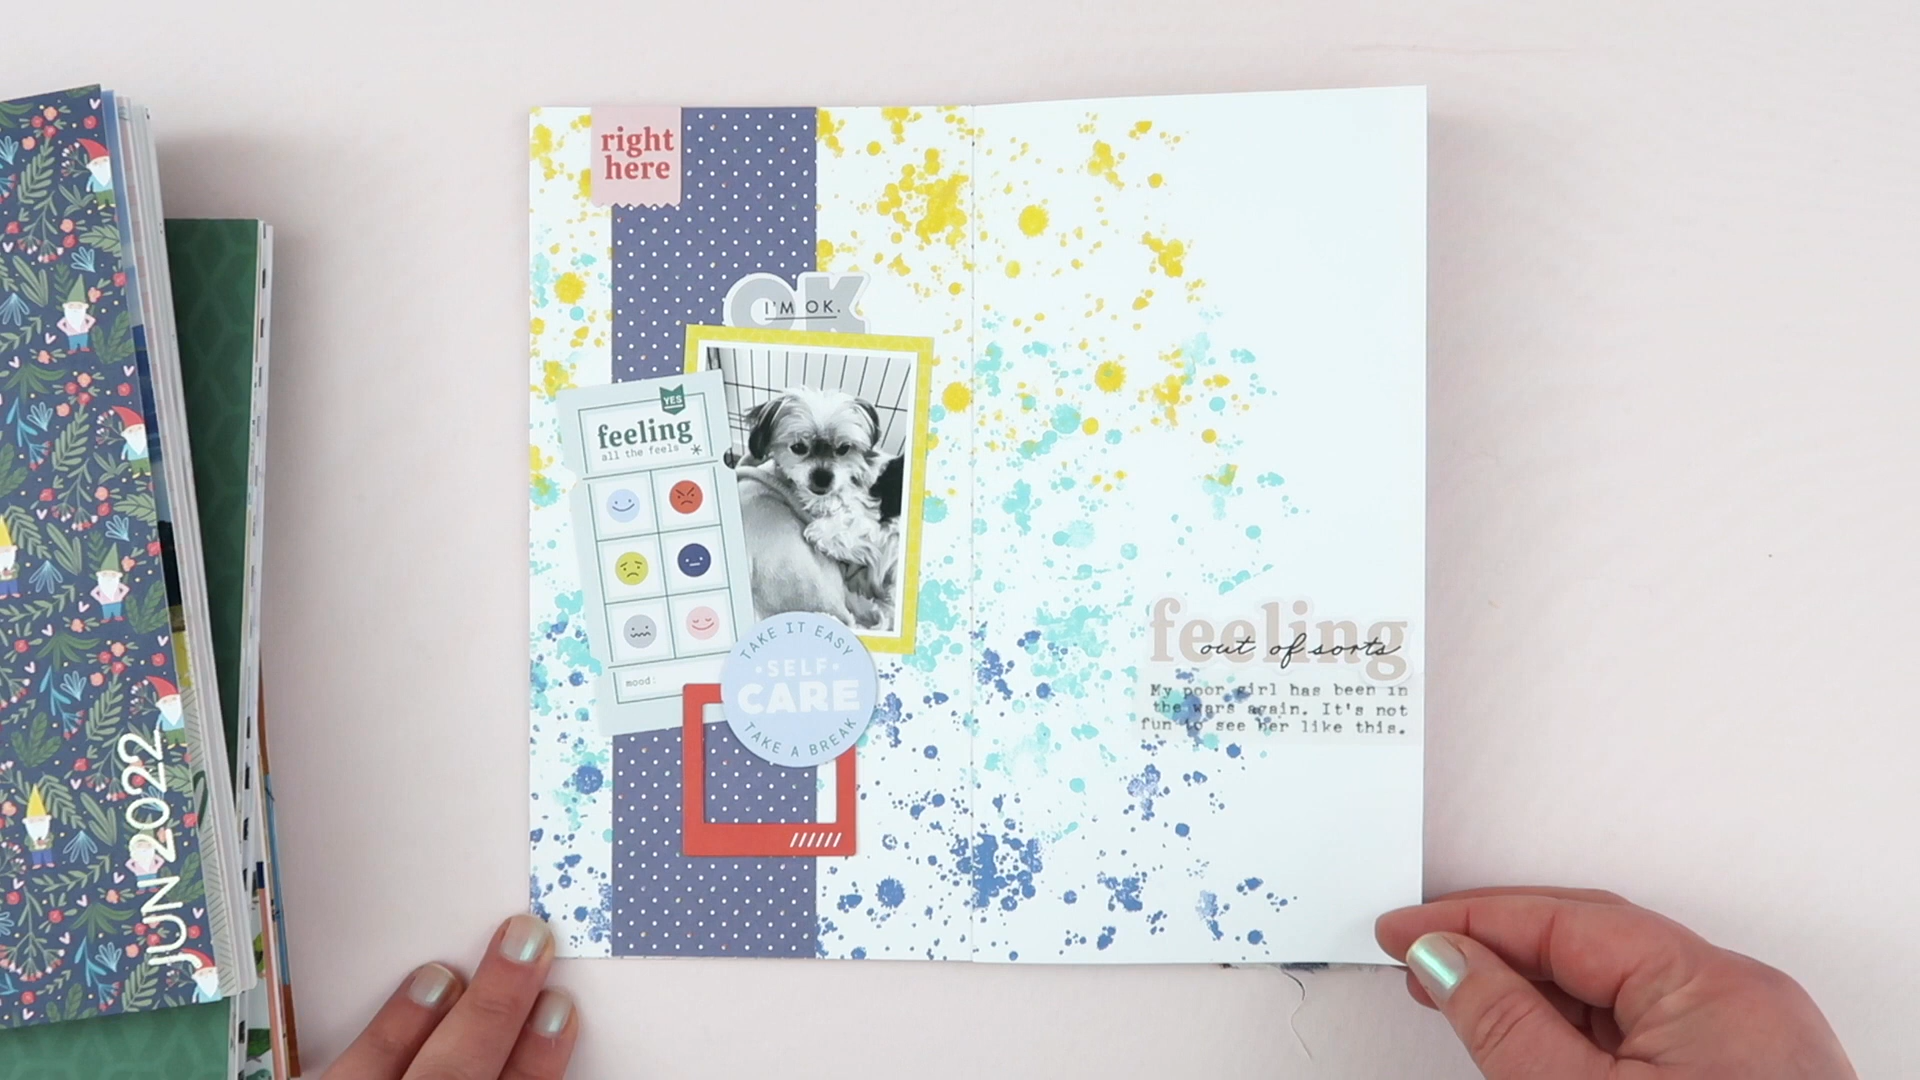 right
here
OK
I'M OK.
YES
feeling
all the feels
mood:
TAKE IT EASY
SELF
CARE
TAKE A BREAK
feeling
out of sorts
My poor girl has been in
the wars again. It's not
fun to see her like this.
JUN 2022